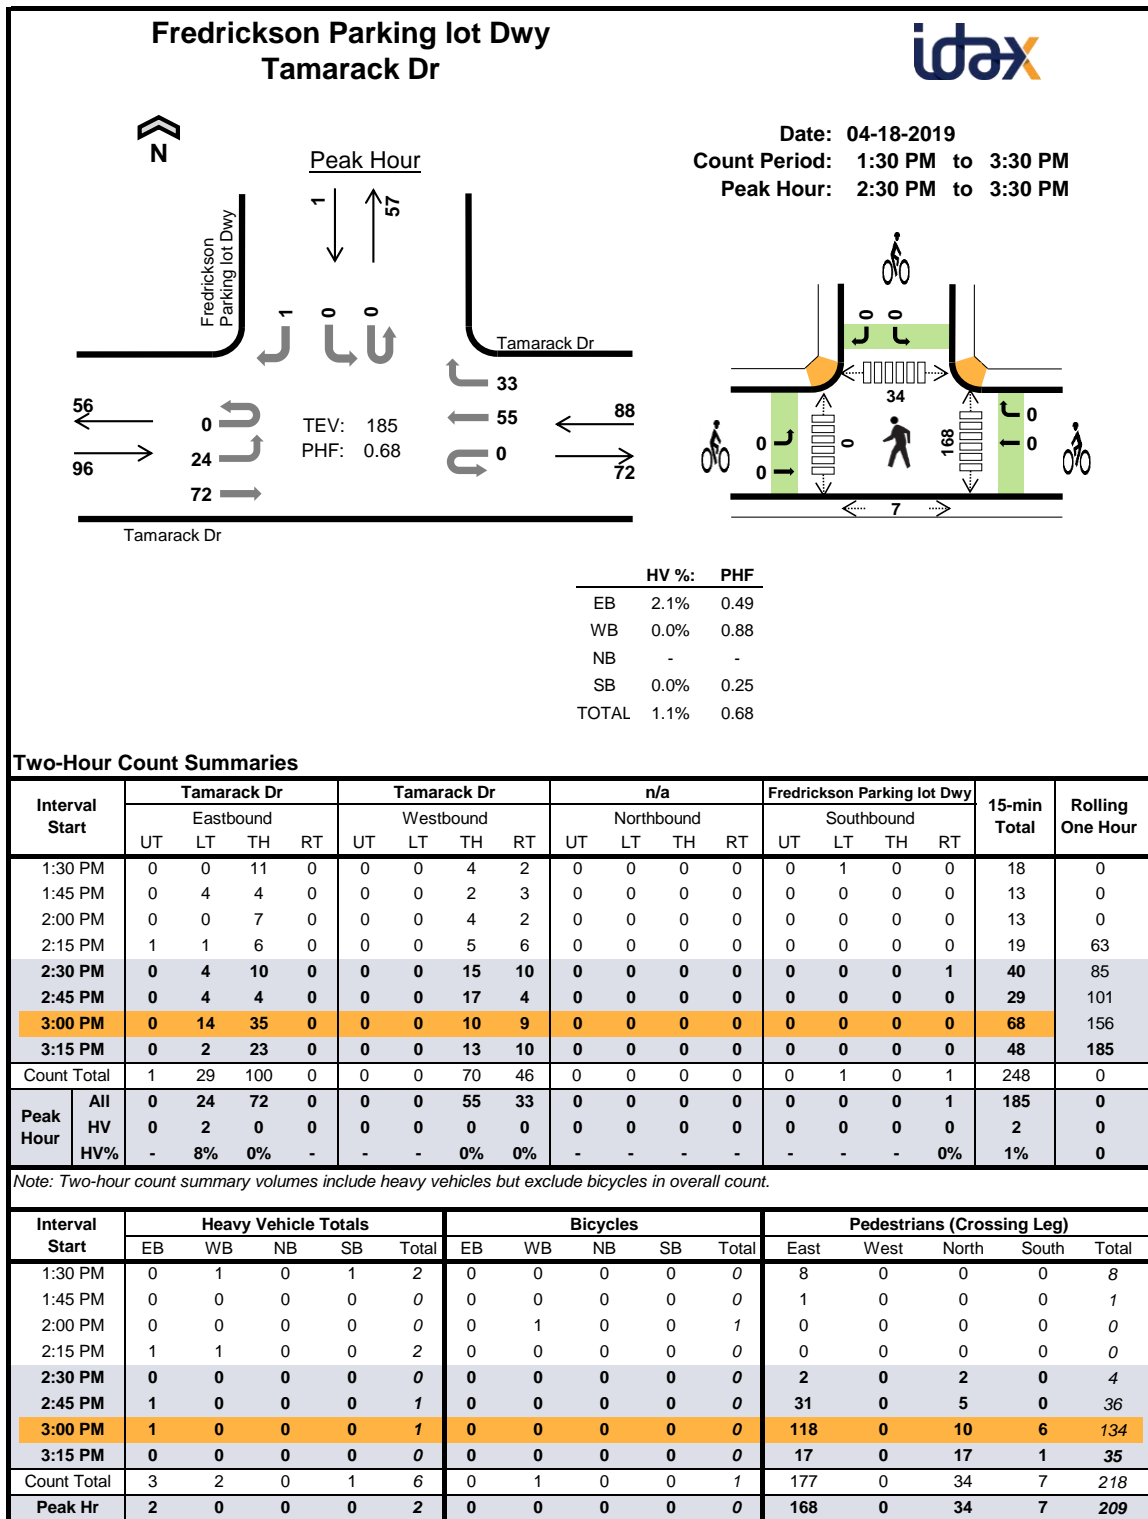 Fredrickson Parking lot Dwy
Tamarack Dr
idax
N
Peak Hour
Date: 04-18-2019
Count Period: 1:30 PM to 3:30 PM
Peak Hour: 2:30 PM to 3:30 PM
1 57
Fredrickson
Parking lot Dwy
1 0 0
Tamarack Dr
33
55
0
88
72
56
96
0
24
72
TEV: 185
PHF: 0.68
Tamarack Dr
0 0
34
0
0
0
168
0
0
7
HV %: PHF
EB 2.1% 0.49
WB 0.0% 0.88
NB - -
SB 0.0% 0.25
TOTAL 1.1% 0.68
Two-Hour Count Summaries
Interval Start Tamarack Dr Tamarack Dr n/a Fredrickson Parking lot Dwy 15-min Total Rolling One Hour
Eastbound Westbound Northbound Southbound
UT LT TH RT UT LT TH RT UT LT TH RT UT LT TH RT
1:30 PM 0 0 11 0 0 0 4 2 0 0 0 0 0 1 0 0 18 0
1:45 PM 0 4 4 0 0 0 2 3 0 0 0 0 0 0 0 0 13 0
2:00 PM 0 0 7 0 0 0 4 2 0 0 0 0 0 0 0 0 13 0
2:15 PM 1 1 6 0 0 0 5 6 0 0 0 0 0 0 0 0 19 63
2:30 PM 0 4 10 0 0 0 15 10 0 0 0 0 0 0 0 1 40 85
2:45 PM 0 4 4 0 0 0 17 4 0 0 0 0 0 0 0 0 29 101
3:00 PM 0 14 35 0 0 0 10 9 0 0 0 0 0 0 0 0 68 156
3:15 PM 0 2 23 0 0 0 13 10 0 0 0 0 0 0 0 0 48 185
Count Total 1 29 100 0 0 0 70 46 0 0 0 0 0 1 0 1 248 0
Peak Hour All 0 24 72 0 0 0 55 33 0 0 0 0 0 0 0 1 185 0
HV 0 2 0 0 0 0 0 0 0 0 0 0 0 0 0 0 2 0
HV% - 8% 0% - - - 0% 0% - - - - - - - 0% 1% 0
Note: Two-hour count summary volumes include heavy vehicles but exclude bicycles in overall count.
Interval Start Heavy Vehicle Totals Bicycles Pedestrians (Crossing Leg)
EB WB NB SB Total EB WB NB SB Total East West North South Total
1:30 PM 0 1 0 1 2 0 0 0 0 0 8 0 0 0 8
1:45 PM 0 0 0 0 0 0 0 0 0 0 1 0 0 0 1
2:00 PM 0 0 0 0 0 0 1 0 0 1 0 0 0 0 0
2:15 PM 1 1 0 0 2 0 0 0 0 0 0 0 0 0 0
2:30 PM 0 0 0 0 0 0 0 0 0 0 2 0 2 0 4
2:45 PM 1 0 0 0 1 0 0 0 0 0 31 0 5 0 36
3:00 PM 1 0 0 0 1 0 0 0 0 0 118 0 10 6 134
3:15 PM 0 0 0 0 0 0 0 0 0 0 17 0 17 1 35
Count Total 3 2 0 1 6 0 1 0 0 1 177 0 34 7 218
Peak Hr 2 0 0 0 2 0 0 0 0 0 168 0 34 7 209